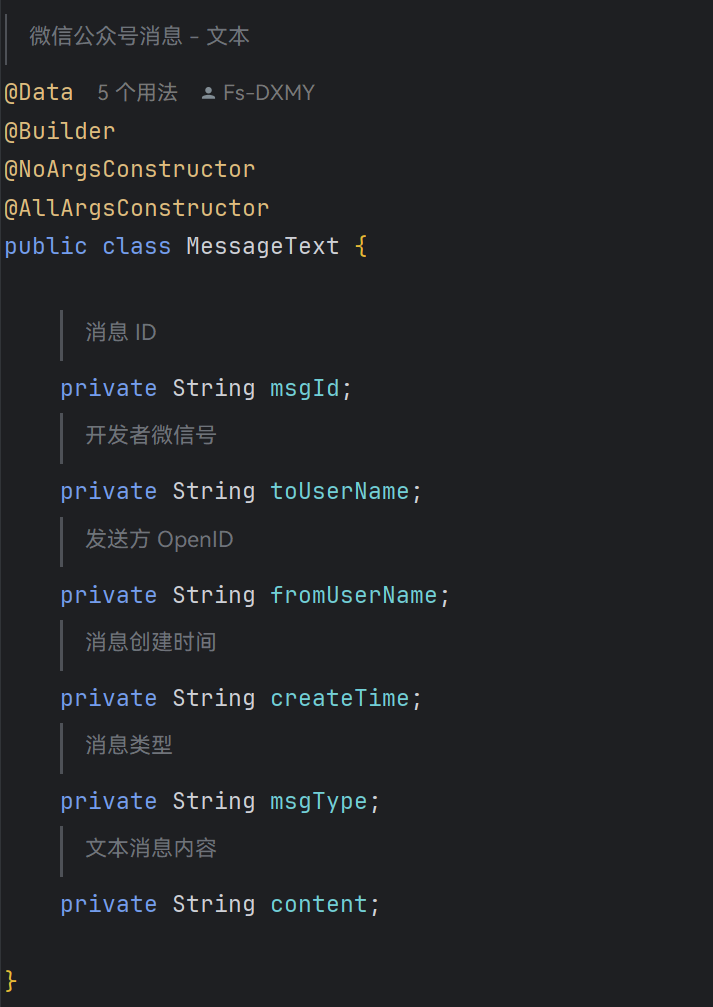 微信公众号消息 - 文本
@Data 5 个用法 Fs-DXMY
@Builder
@NoArgsConstructor
@AllArgsConstructor
public class MessageText {
消息 ID
private String msgId;
开发者微信号
private String toUserName;
发送方 OpenID
private String fromUserName;
消息创建时间
private String createTime;
消息类型
private String msgType;
文本消息内容
private String content;
}